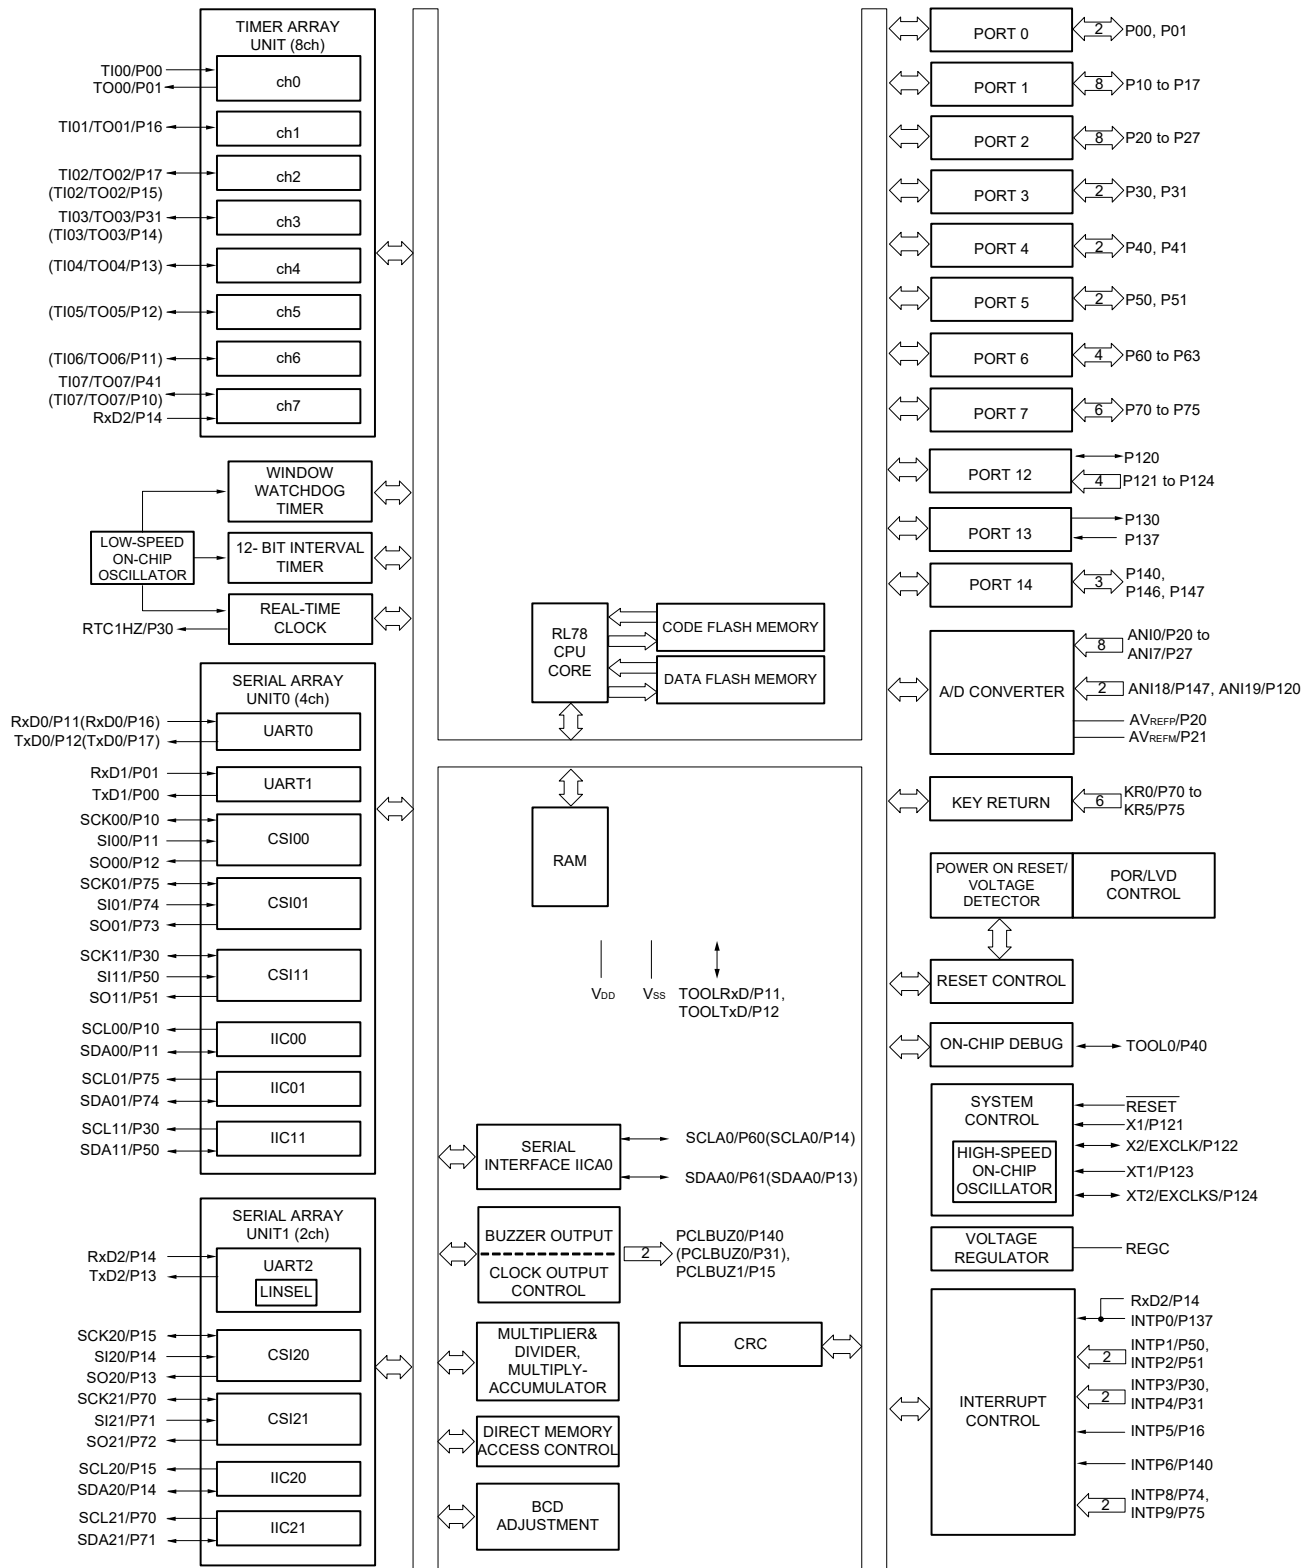 TIMER ARRAY
UNIT (8ch)
TI00/P00
TO00/P01
ch0
TI01/TO01/P16
ch1
TI02/TO02/P17
(TI02/TO02/P15)
ch2
TI03/TO03/P31
(TI03/TO03/P14)
ch3
(TI04/TO04/P13)
ch4
(TI05/TO05/P12)
ch5
(TI06/TO06/P11)
ch6
TI07/TO07/P41
(TI07/TO07/P10)
RxD2/P14
ch7
WINDOW
WATCHDOG
TIMER
LOW-SPEED
ON-CHIP
OSCILLATOR
12- BIT INTERVAL
TIMER
REAL-TIME
CLOCK
RTC1HZ/P30
SERIAL ARRAY
UNIT0 (4ch)
RxD0/P11(RxD0/P16)
TxD0/P12(TxD0/P17)
UART0
RxD1/P01
TxD1/P00
UART1
SCK00/P10
SI00/P11
SO00/P12
CSI00
SCK01/P75
SI01/P74
SO01/P73
CSI01
SCK11/P30
SI11/P50
SO11/P51
CSI11
SCL00/P10
SDA00/P11
IIC00
SCL01/P75
SDA01/P74
IIC01
SCL11/P30
SDA11/P50
IIC11
SERIAL ARRAY
UNIT1 (2ch)
RxD2/P14
TxD2/P13
UART2
LINSEL
SCK20/P15
SI20/P14
SO20/P13
CSI20
SCK21/P70
SI21/P71
SO21/P72
CSI21
SCL20/P15
SDA20/P14
IIC20
SCL21/P70
SDA21/P71
IIC21
RL78
CPU
CORE
CODE FLASH MEMORY
DATA FLASH MEMORY
RAM
VDD
VSS
TOOLRxD/P11,
TOOLTxD/P12
SERIAL
INTERFACE IICA0
SCLA0/P60(SCLA0/P14)
SDAA0/P61(SDAA0/P13)
BUZZER OUTPUT
CLOCK OUTPUT
CONTROL
2
PCLBUZ0/P140
(PCLBUZ0/P31),
PCLBUZ1/P15
MULTIPLIER&
DIVIDER,
MULTIPLY-
ACCUMULATOR
CRC
DIRECT MEMORY
ACCESS CONTROL
BCD
ADJUSTMENT
PORT 0
2
P00, P01
PORT 1
8
P10 to P17
PORT 2
8
P20 to P27
PORT 3
2
P30, P31
PORT 4
2
P40, P41
PORT 5
2
P50, P51
PORT 6
4
P60 to P63
PORT 7
6
P70 to P75
PORT 12
P120
4
P121 to P124
PORT 13
P130
P137
PORT 14
3
P140,
P146, P147
A/D CONVERTER
8
ANI0/P20 to
ANI7/P27
2
ANI18/P147, ANI19/P120
AVREFP/P20
AVREFM/P21
KEY RETURN
6
KR0/P70 to
KR5/P75
POWER ON RESET/
VOLTAGE
DETECTOR
POR/LVD
CONTROL
RESET CONTROL
ON-CHIP DEBUG
TOOL0/P40
SYSTEM
CONTROL
HIGH-SPEED
ON-CHIP
OSCILLATOR
RESET
X1/P121
X2/EXCLK/P122
XT1/P123
XT2/EXCLKS/P124
VOLTAGE
REGULATOR
REGC
INTERRUPT
CONTROL
RxD2/P14
INTP0/P137
2
INTP1/P50,
INTP2/P51
2
INTP3/P30,
INTP4/P31
INTP5/P16
INTP6/P140
2
INTP8/P74,
INTP9/P75